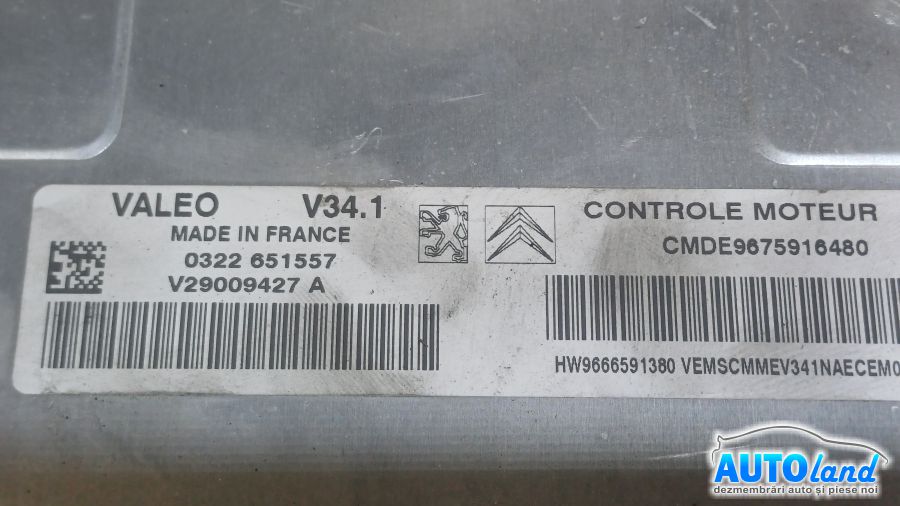 VALEO V34.1
MADE IN FRANCE
0322 651557
V29009427 A
CONTROLE MOTEUR
CMDE9675916480
HW9666591380 VEMSCMMEV341NAECEM0
AUTOland
dezmembrări auto și piese noi